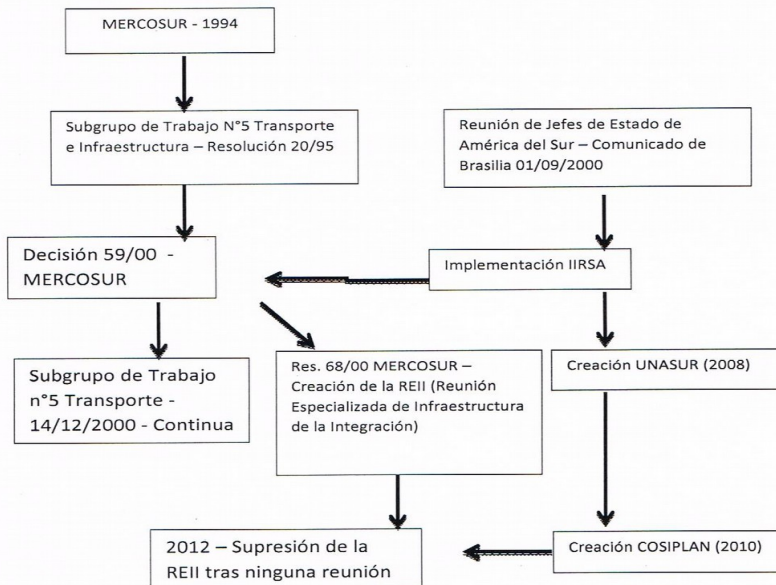 MERCOSUR - 1994
Subgrupo de Trabajo N°5 Transporte
e Infraestructura – Resolución 20/95
Reunión de Jefes de Estado de
América del Sur – Comunicado de
Brasilia 01/09/2000
Decisión 59/00 -
MERCOSUR
Implementación IIRSA
Subgrupo de Trabajo
n°5 Transporte -
14/12/2000 - Continua
Res. 68/00 MERCOSUR –
Creación de la REII (Reunión
Especializada de Infraestructura
de la Integración)
Creación UNASUR (2008)
2012 – Supresión de la
REII tras ninguna reunión
Creación COSIPLAN (2010)